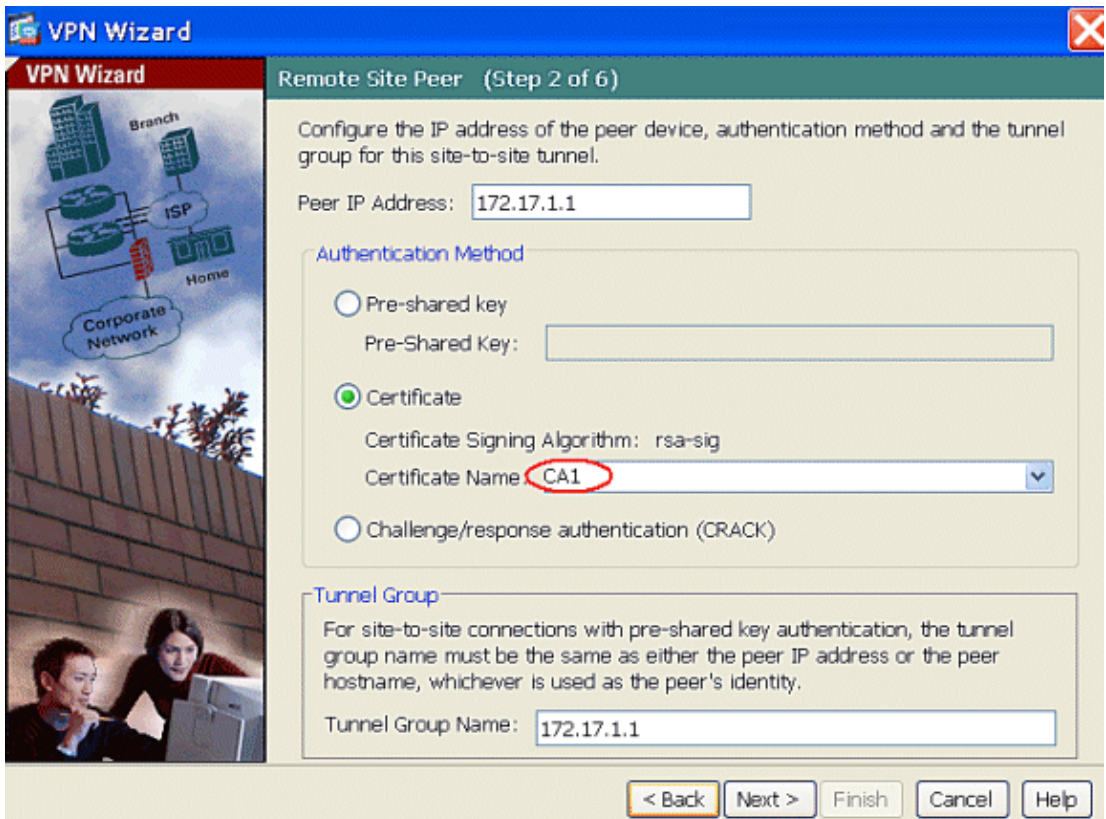 VPN Wizard
VPN Wizard
Branch
ISP
Home
Corporate
Network
Remote Site Peer (Step 2 of 6)
Configure the IP address of the peer device, authentication method and the tunnel
group for this site-to-site tunnel.
Peer IP Address: 172.17.1.1
Authentication Method
Pre-shared key
Pre-Shared Key:
Certificate
Certificate Signing Algorithm: rsa-sig
Certificate Name: CA1
Challenge/response authentication (CRACK)
Tunnel Group
For site-to-site connections with pre-shared key authentication, the tunnel
group name must be the same as either the peer IP address or the peer
hostname, whichever is used as the peer's identity.
Tunnel Group Name: 172.17.1.1
< Back Next > Finish Cancel Help